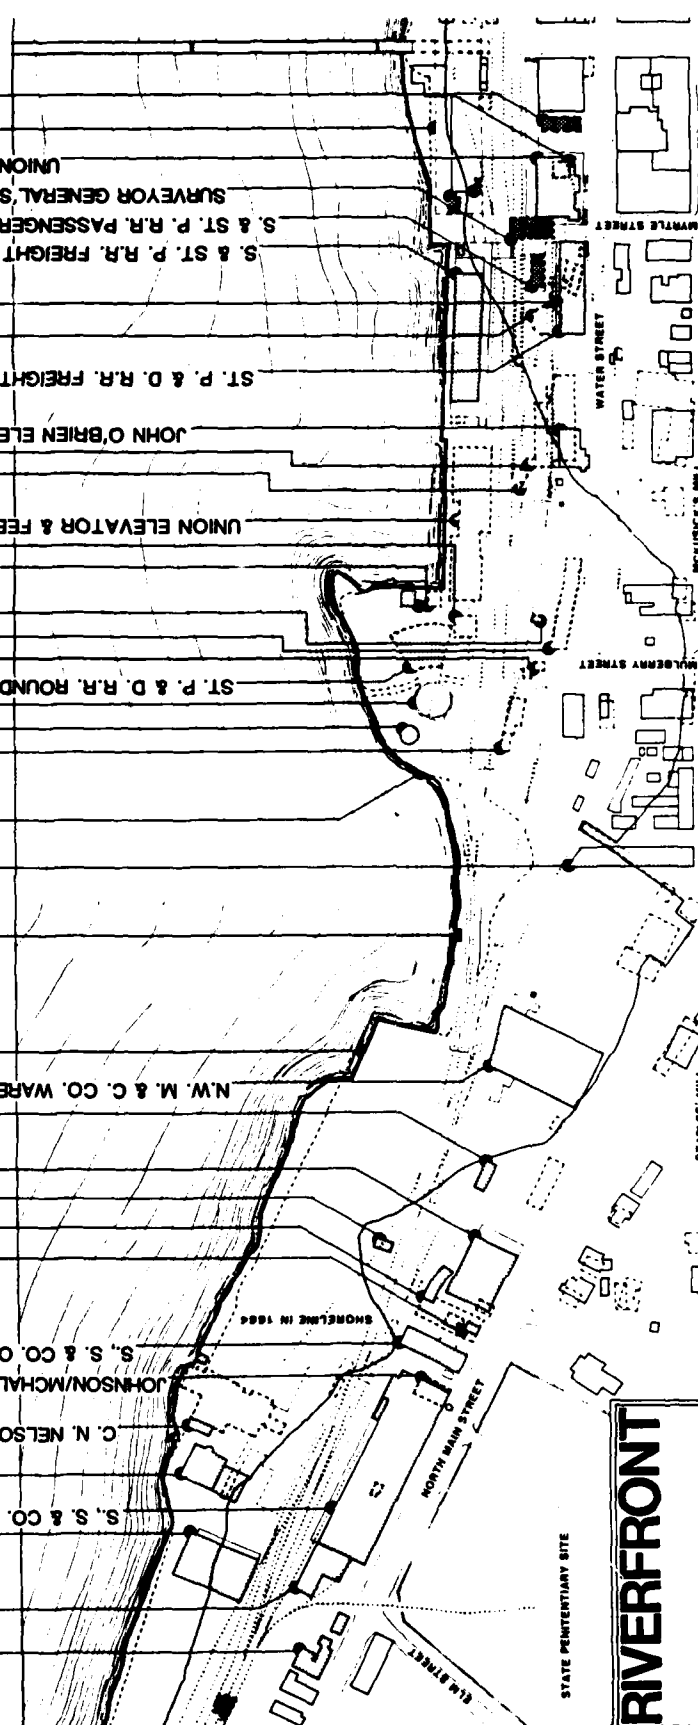 UNION
SURVEYOR GENERAL'S
S. & ST. P. R.R. PASSENGER
MYRTLE STREET
S. & ST. P. R.R. FREIGHT
WATER STREET
ST. P. & D. R.R. FREIGHT
JOHN O'BRIEN ELE
UNION ELEVATOR & FEE
MULBERRY STREET
ST. P. & D. R.R. ROUND
N.W. M. & C. CO. WARE
SHORELINE IN 1664
S., S. & CO. O
JOHNSON/MCHAL
NORTH MAIN STREET
C. N. NELSO
S., S. & CO.
STATE PENITENTIARY SITE
ELM STREET
RIVERFRONT